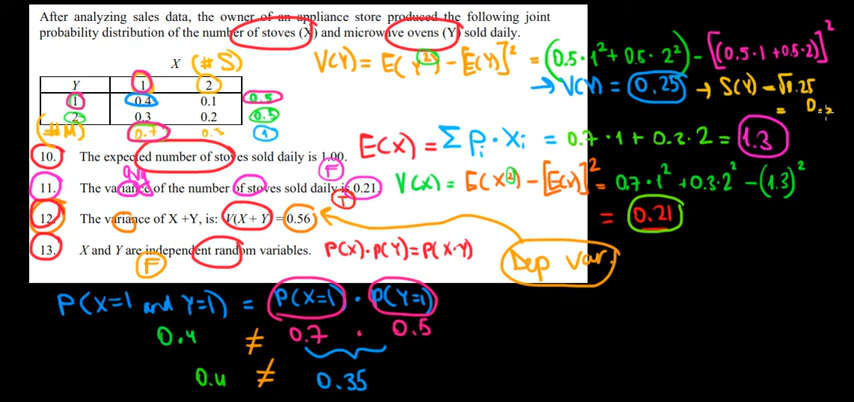 After analyzing sales data, the owner of an appliance store produced the following joint
probability distribution of the number of stoves (X) and microwave ovens (Y) sold daily.
X (# S)
Y 1 2
1 0.4 0.1 0.5
2 0.3 0.2 0.5
(# M) 0.7 0.3 1
V(Y) = E(Y²) - E(Y)]² = (0.5 · 1² + 0.5 · 2²) - [(0.5 · 1 + 0.5 · 2)]²
→ V(Y) = 0.25 → S(Y) = √0.25
= 0.5
10. The expected number of stoves sold daily is 1.00. F
E(X) = Σ Pᵢ · Xᵢ = 0.7 · 1 + 0.3 · 2 = 1.3
11. The variance of the number of stoves sold daily is 0.21 T
V(X) = E(X²) - [E(X)]² = 0.7 · 1² + 0.3 · 2² - (1.3)²
= 0.21
12. The variance of X +Y, is: V(X + Y) = 0.56
13. X and Y are independent random variables. P(X) · P(Y) = P(X · Y)
F
Dep var.
P(X=1 and Y=1) = P(X=1) · P(Y=1)
0.4 ≠ 0.7 · 0.5
0.4 ≠ 0.35